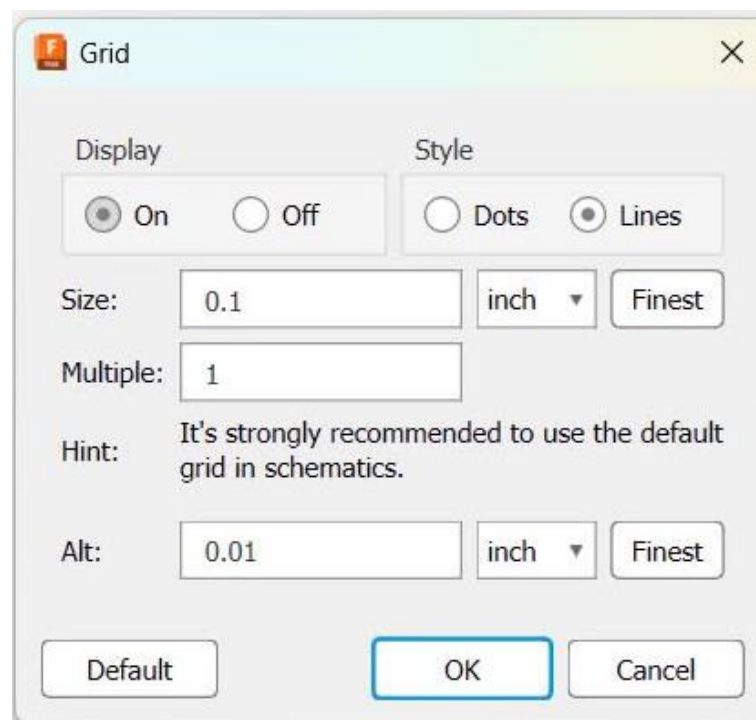 Grid
Display
Style
On
Off
Dots
Lines
Size:
0.1
inch
Finest
Multiple:
1
Hint:
It's strongly recommended to use the default
grid in schematics.
Alt:
0.01
inch
Finest
Default
OK
Cancel